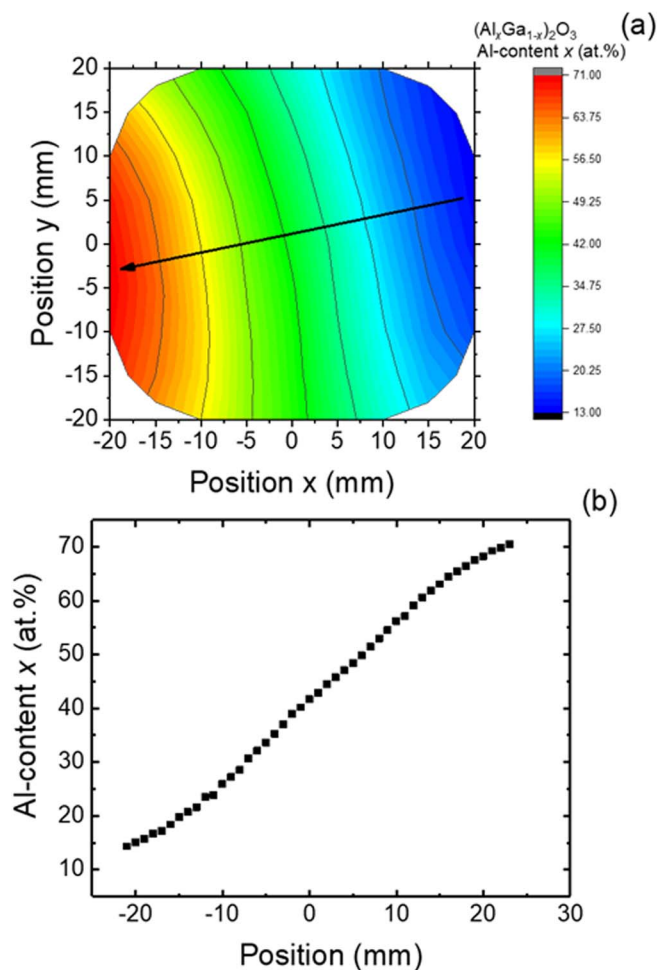 (a)
(AlₓGa₁₋ₓ)₂O₃
Al-content x (at.%)
20
15
10
5
0
-5
-10
-15
-20
Position y (mm)
-20 -15 -10 -5 0 5 10 15 20
Position x (mm)
71.00
63.75
56.50
49.25
42.00
34.75
27.50
20.25
13.00
(b)
70
60
50
40
30
20
10
Al-content x (at.%)
-20 -10 0 10 20 30
Position (mm)